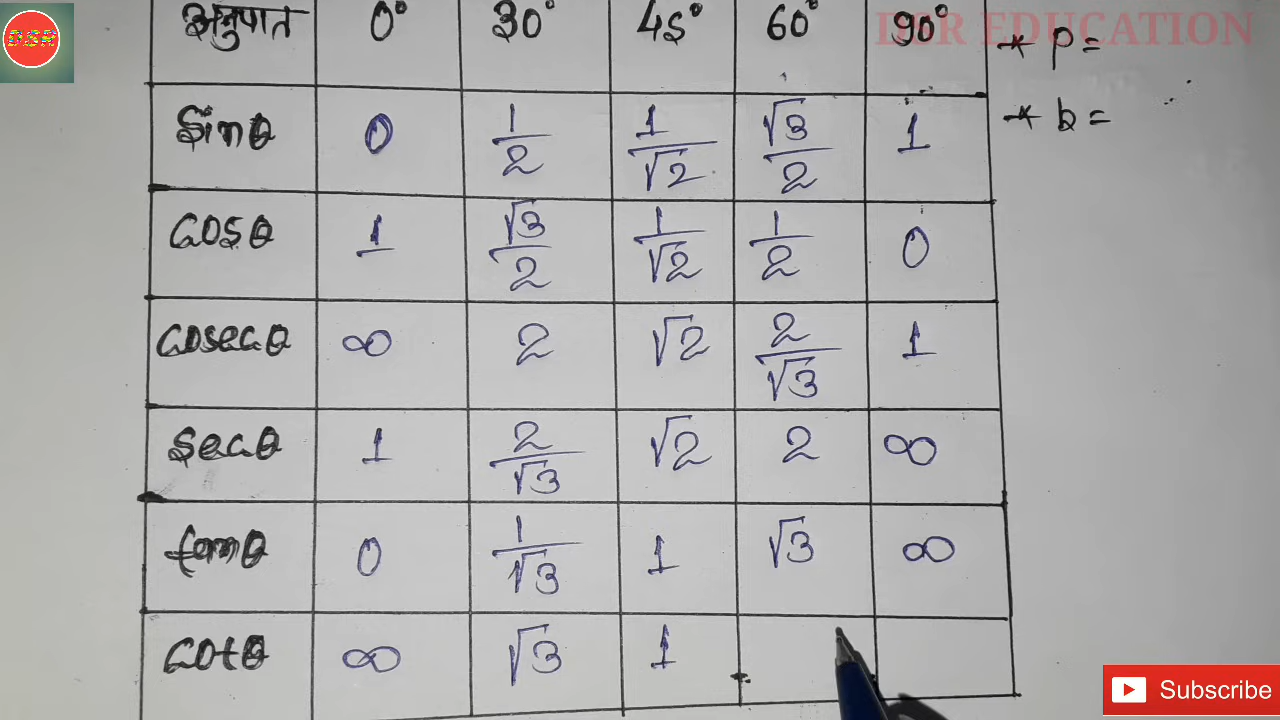 DSR
DSR EDUCATION
अनुपात 0° 30° 45° 60° 90°
Sinθ 0 1/2 1/√2 √3/2 1
Cosθ 1 √3/2 1/√2 1/2 0
Cosecθ ∞ 2 √2 2/√3 1
Secθ 1 2/√3 √2 2 ∞
tanθ 0 1/√3 1 √3 ∞
Cotθ ∞ √3 1
* P=
* b=
Subscribe